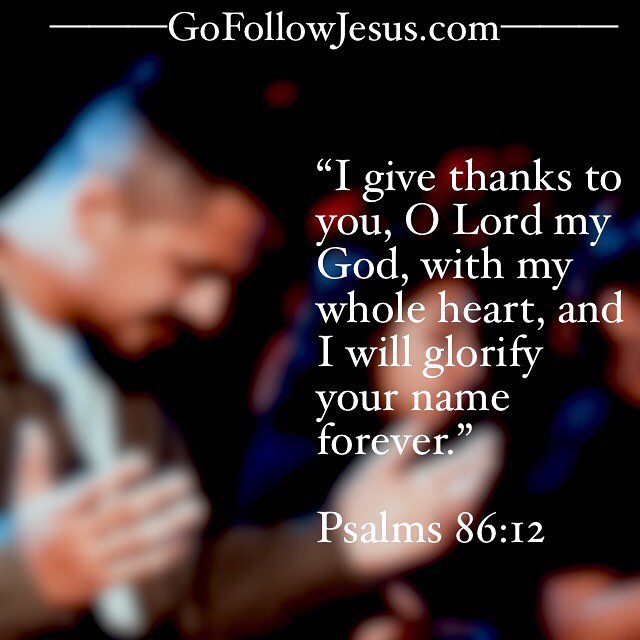 GoFollowJesus.com
“I give thanks to
you, O Lord my
God, with my
whole heart, and
I will glorify
your name
forever.”
Psalms 86:12